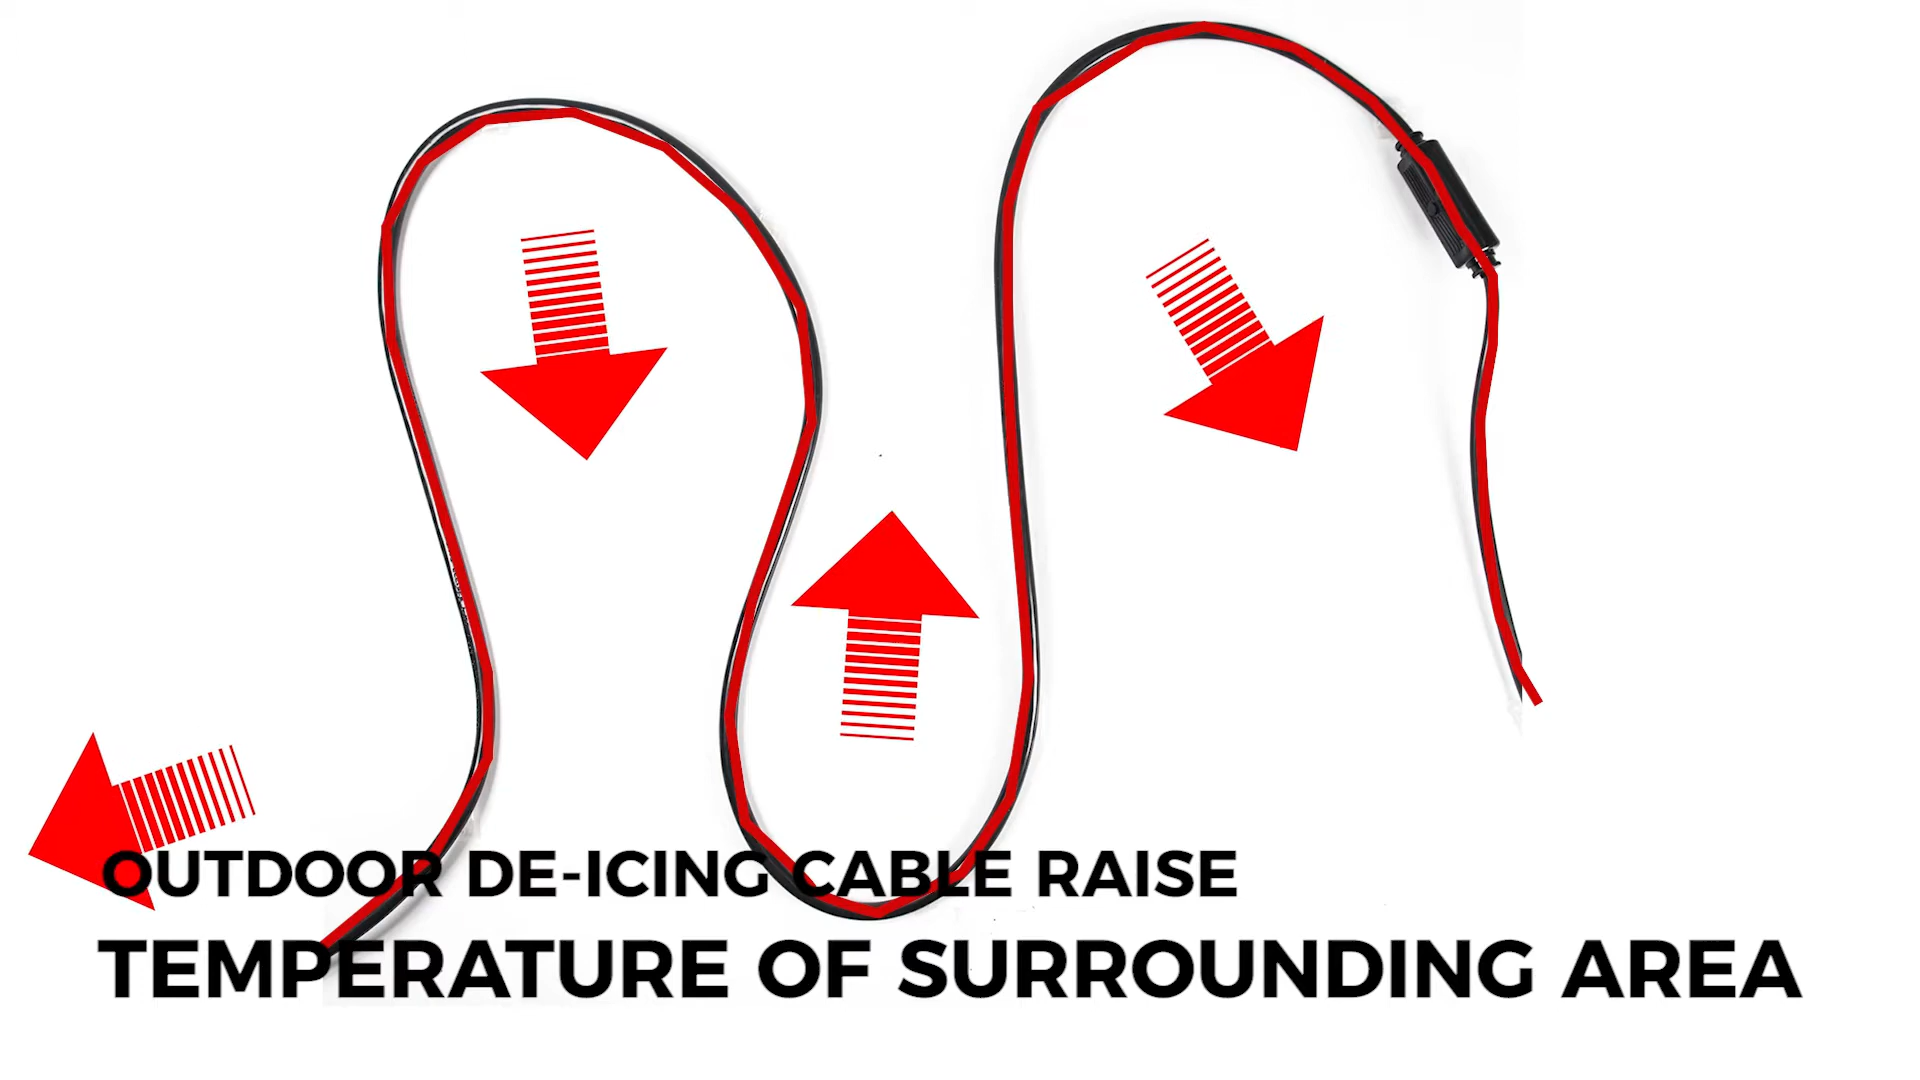 OUTDOOR DE-ICING CABLE RAISE
TEMPERATURE OF SURROUNDING AREA